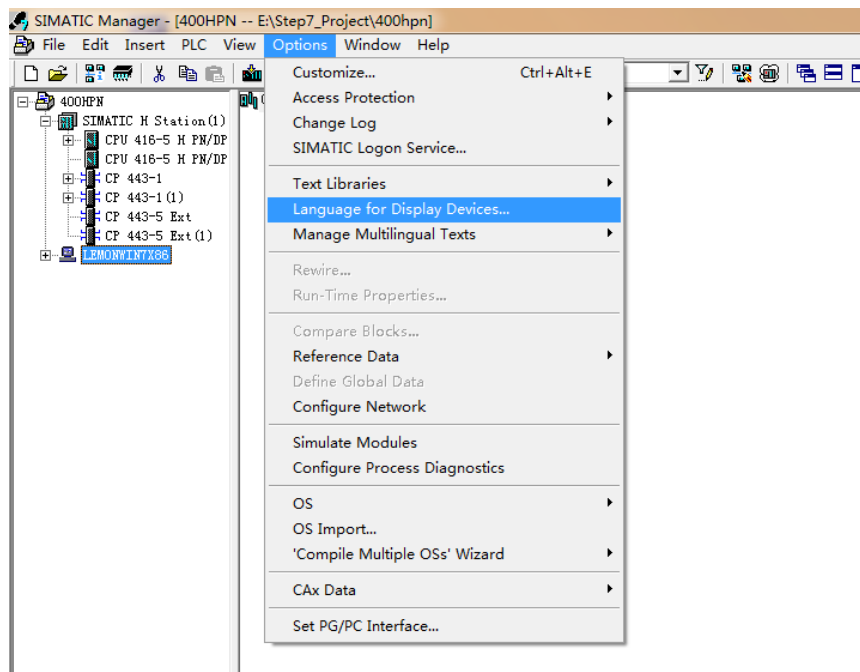 SIMATIC Manager - [400HPN -- E:\Step7_Project\400hpn]
File Edit Insert PLC View Options Window Help
400HPN
SIMATIC H Station(1)
CPU 416-5 H PN/DP
CPU 416-5 H PN/DP
CP 443-1
CP 443-1(1)
CP 443-5 Ext
CP 443-5 Ext(1)
LEMONWIN7X86
Customize... Ctrl+Alt+E
Access Protection
Change Log
SIMATIC Logon Service...
Text Libraries
Language for Display Devices...
Manage Multilingual Texts
Rewire...
Run-Time Properties...
Compare Blocks...
Reference Data
Define Global Data
Configure Network
Simulate Modules
Configure Process Diagnostics
OS
OS Import...
'Compile Multiple OSs' Wizard
CAx Data
Set PG/PC Interface...